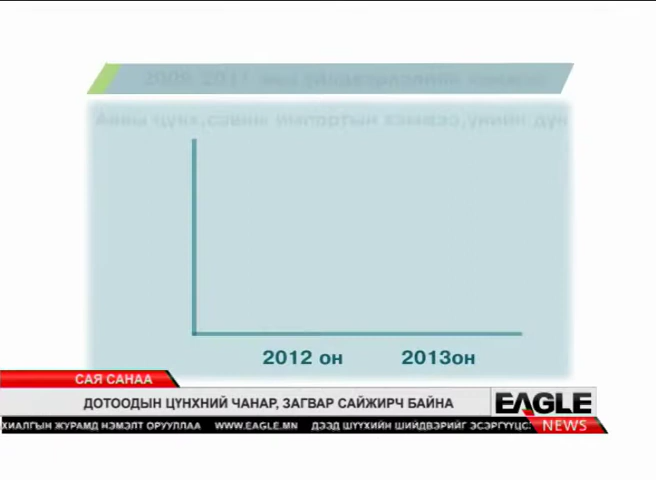 2012 он 2013он
САЯ САНАА
ДОТООДЫН ЦҮНХНИЙ ЧАНАР, ЗАГВАР САЙЖИРЧ БАЙНА
EAGLE
NEWS
ХИАЛГЫН ЖУРАМД НЭМЭЛТ ОРУУЛЛАА WWW.EAGLE.MN ДЭЭД ШҮҮХИЙН ШИЙДВЭРИЙГ ЭСЭРГҮҮЦС